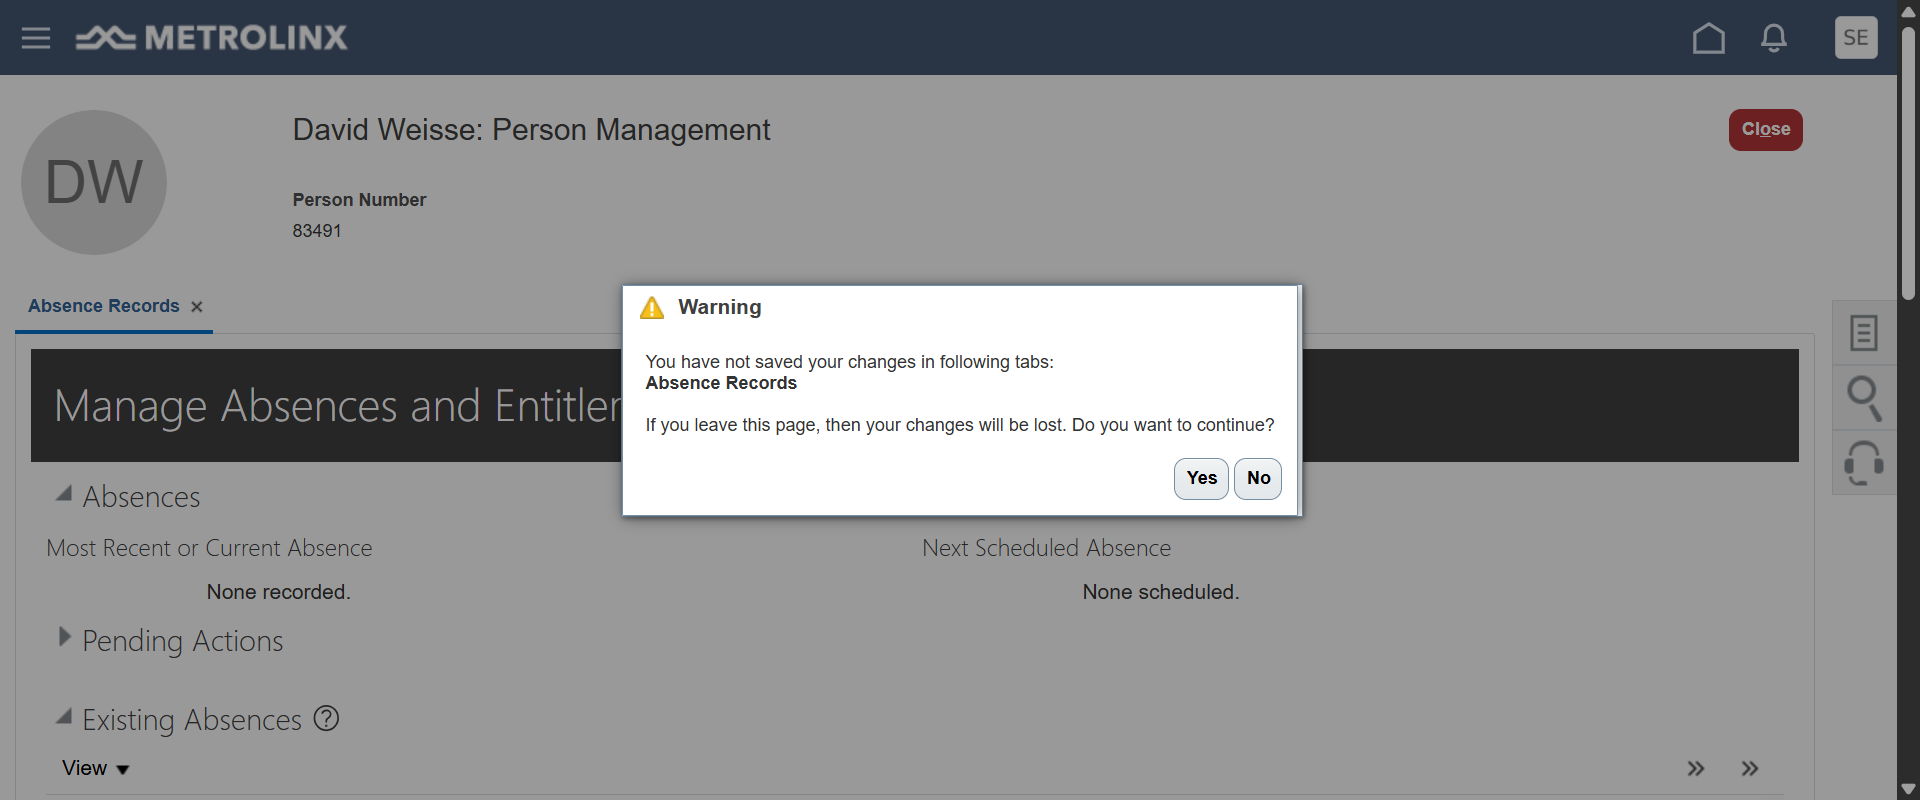 METROLINX
SE
DW
David Weisse: Person Management
Close
Person Number
83491
Absence Records
Warning
You have not saved your changes in following tabs:
Absence Records
If you leave this page, then your changes will be lost. Do you want to continue?
Yes No
Manage Absences and Entitle
Absences
Most Recent or Current Absence
None recorded.
Next Scheduled Absence
None scheduled.
Pending Actions
Existing Absences ?
View